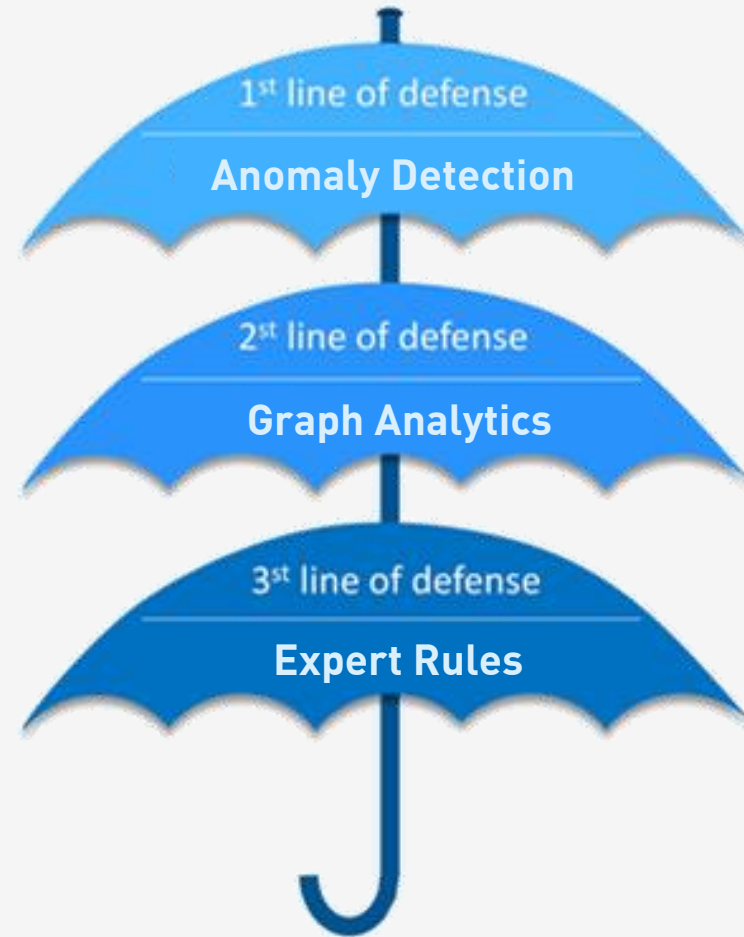 1st line of defense
Anomaly Detection
2st line of defense
Graph Analytics
3st line of defense
Expert Rules